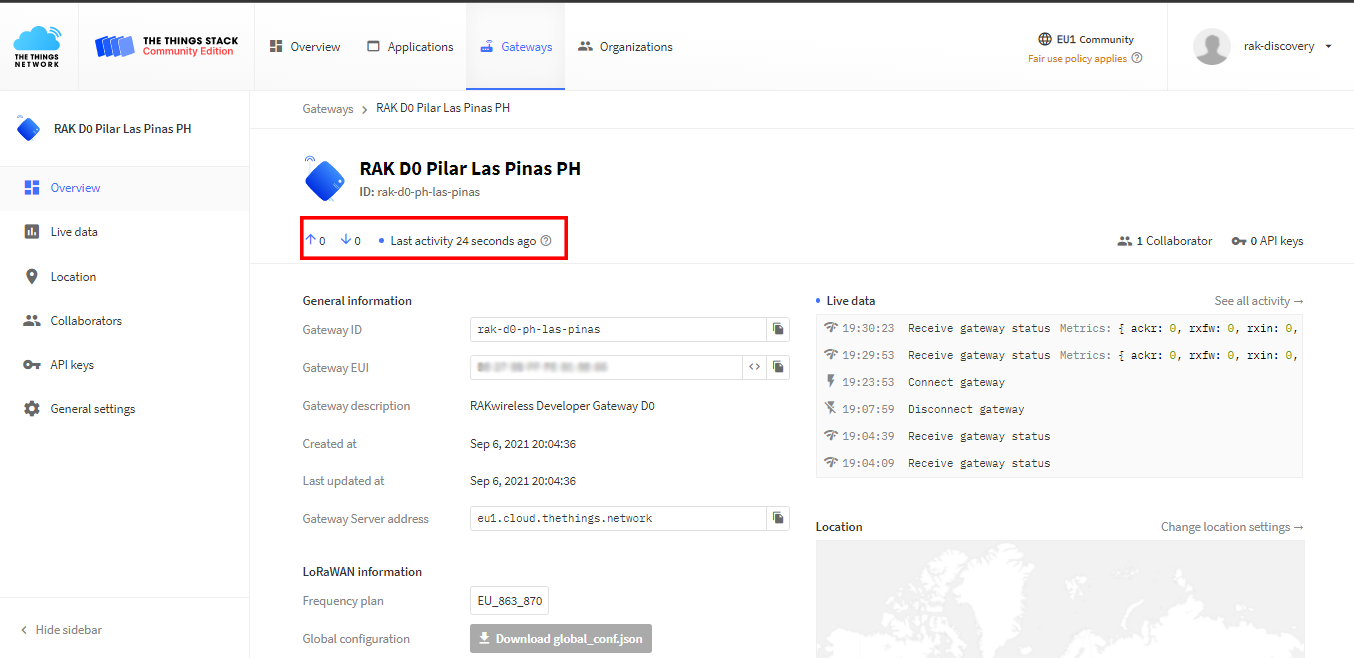 THE THINGS
NETWORK
THE THINGS STACK
Community Edition
Overview
Applications
Gateways
Organizations
EU1 Community
Fair use policy applies
rak-discovery
RAK D0 Pilar Las Pinas PH
Overview
Live data
Location
Collaborators
API keys
General settings
Hide sidebar
Gateways > RAK D0 Pilar Las Pinas PH
RAK D0 Pilar Las Pinas PH
ID: rak-d0-ph-las-pinas
↑ 0 ↓ 0 • Last activity 24 seconds ago
1 Collaborator
0 API keys
General information
Gateway ID rak-d0-ph-las-pinas
Gateway EUI
Gateway description RAKwireless Developer Gateway D0
Created at Sep 6, 2021 20:04:36
Last updated at Sep 6, 2021 20:04:36
Gateway Server address eu1.cloud.thethings.network
LoRaWAN information
Frequency plan EU_863_870
Global configuration Download global_conf.json
• Live data See all activity →
19:30:23 Receive gateway status Metrics: { ackr: 0, rxfw: 0, rxin: 0,
19:29:53 Receive gateway status Metrics: { ackr: 0, rxfw: 0, rxin: 0,
19:23:53 Connect gateway
19:07:59 Disconnect gateway
19:04:39 Receive gateway status
19:04:09 Receive gateway status
Location Change location settings →